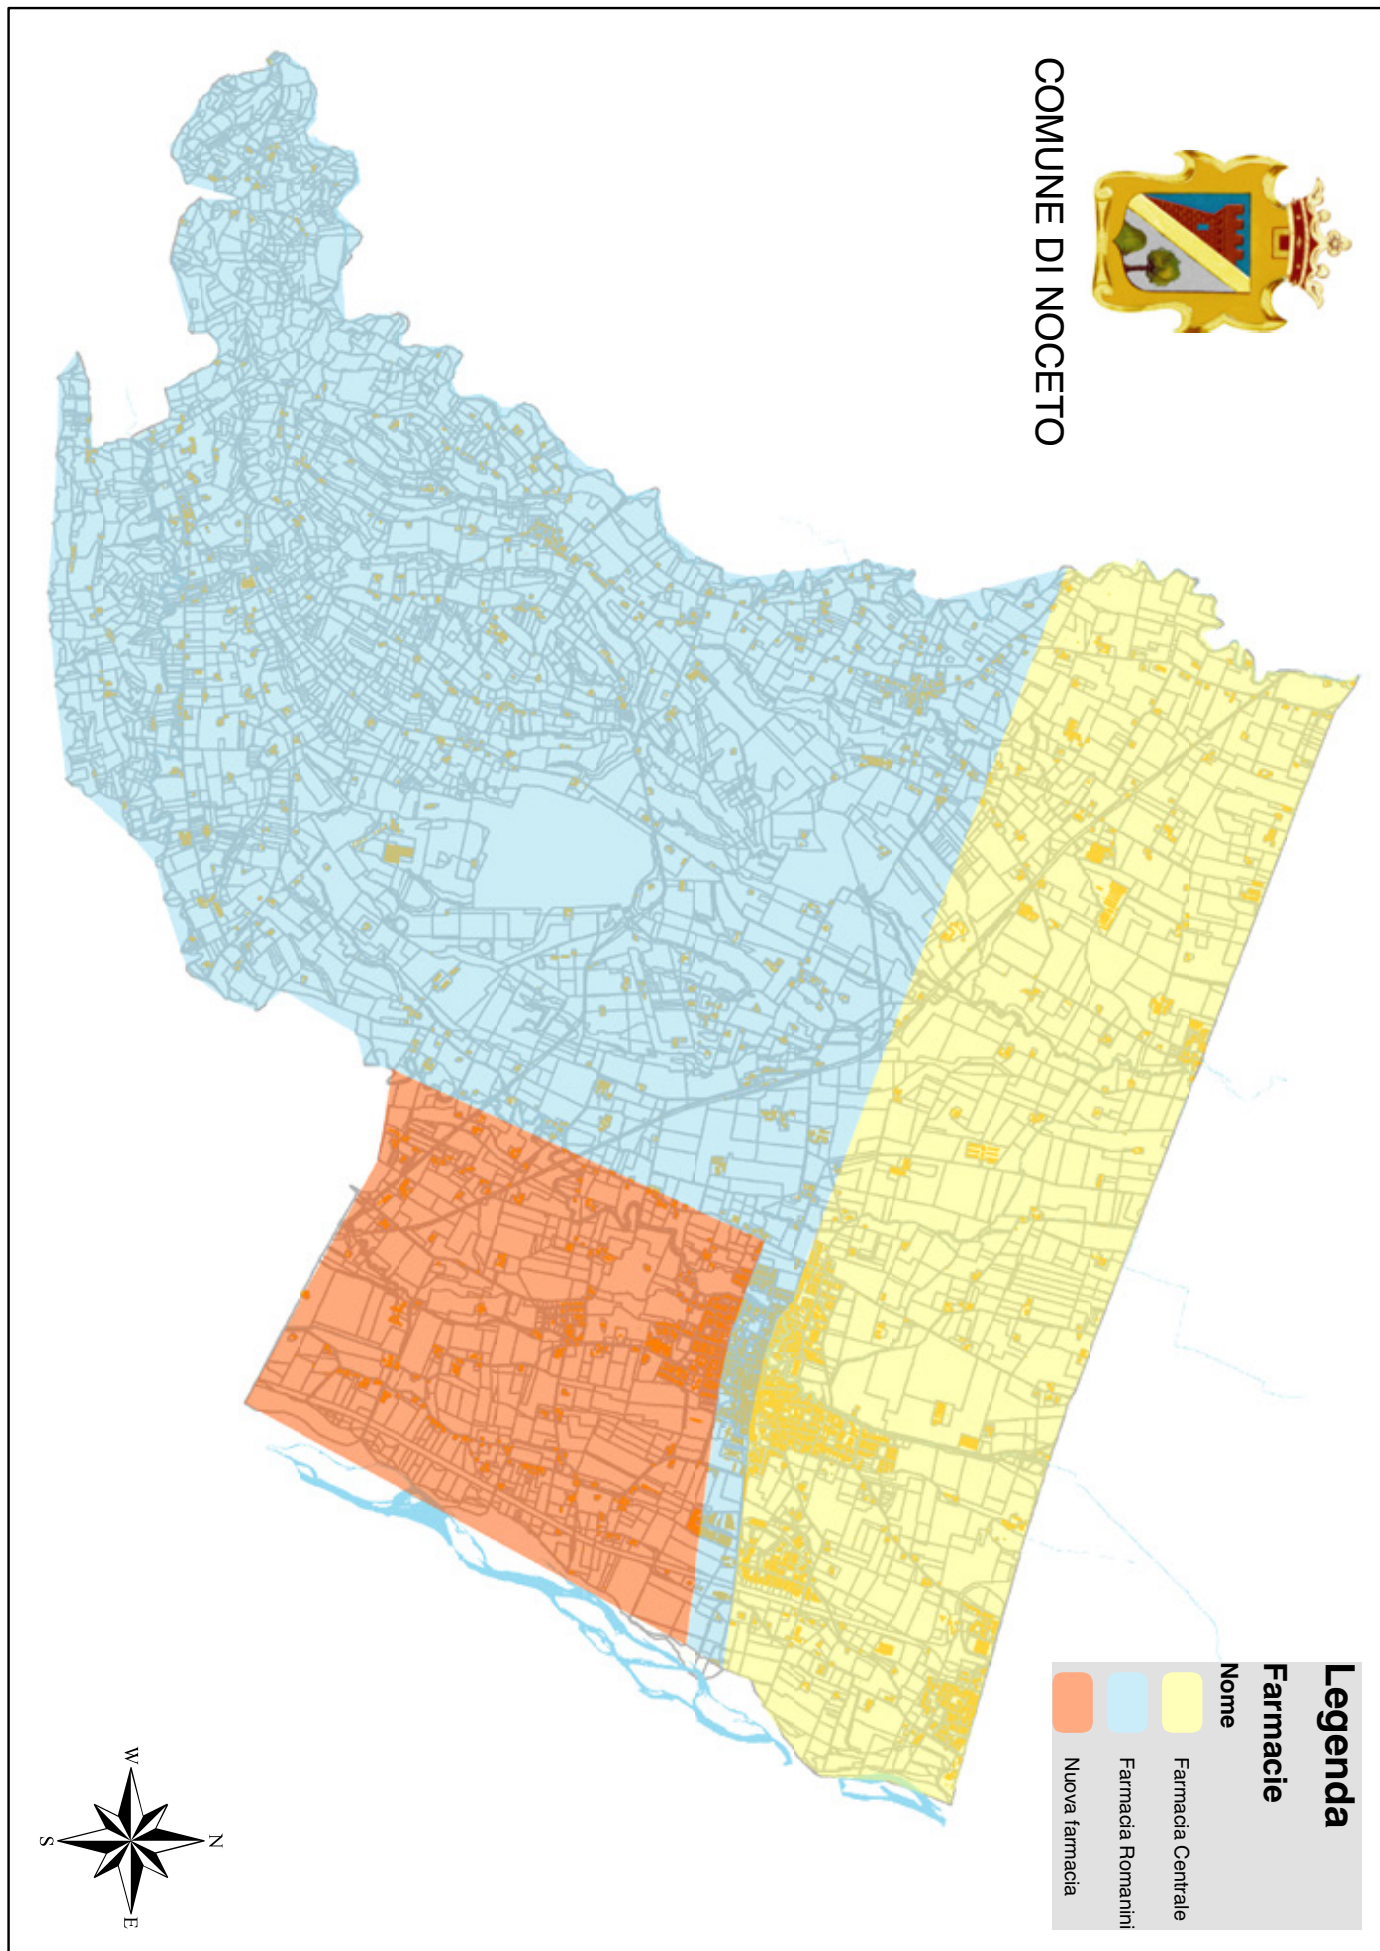 COMUNE DI NOCETO
Legenda
Farmacie
Nome
Farmacia Centrale
Farmacia Romanini
Nuova farmacia
N
W
E
S